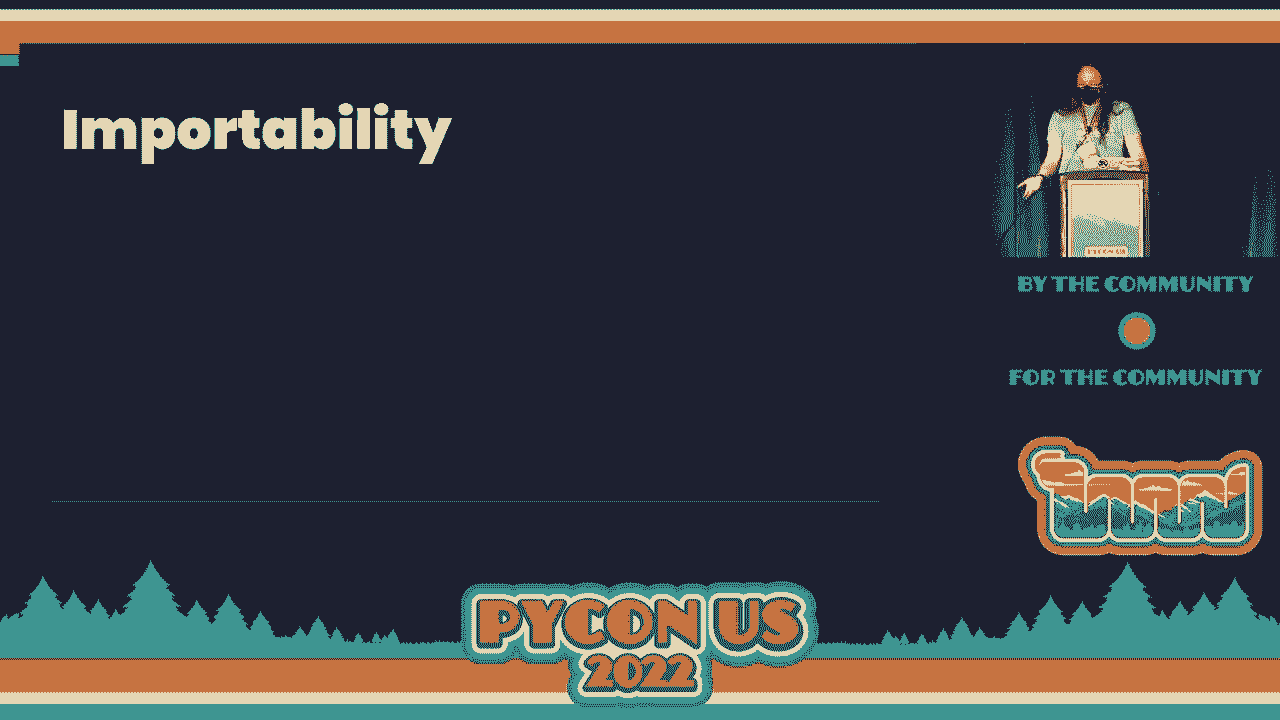 Importability
BY THE COMMUNITY
FOR THE COMMUNITY
PYCON US
2022